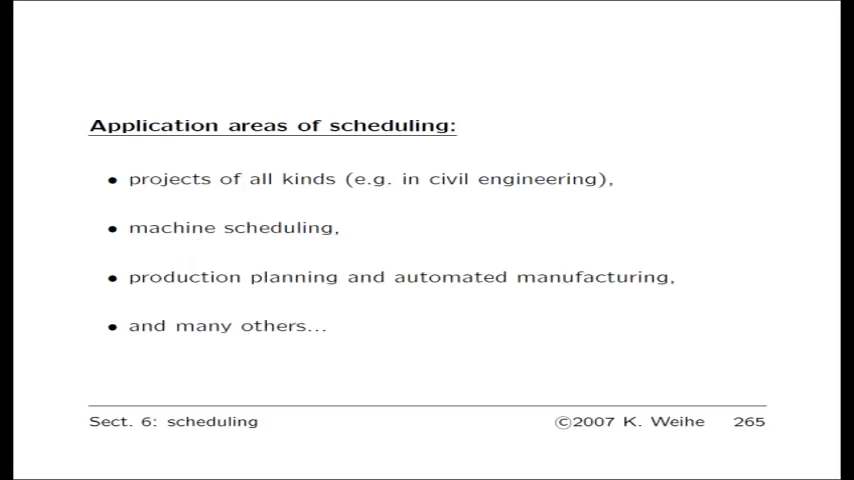 Application areas of scheduling:
• projects of all kinds (e.g. in civil engineering),
• machine scheduling,
• production planning and automated manufacturing,
• and many others...
Sect. 6: scheduling ©2007 K. Weihe 265